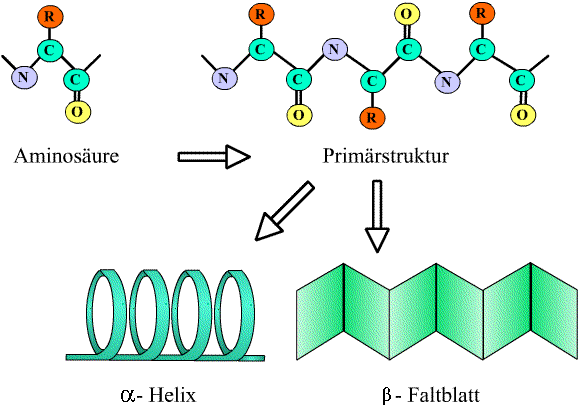 R R O R
C C N C C
N C N C N C
O O R O
Aminosäure Primärstruktur
α- Helix β- Faltblatt